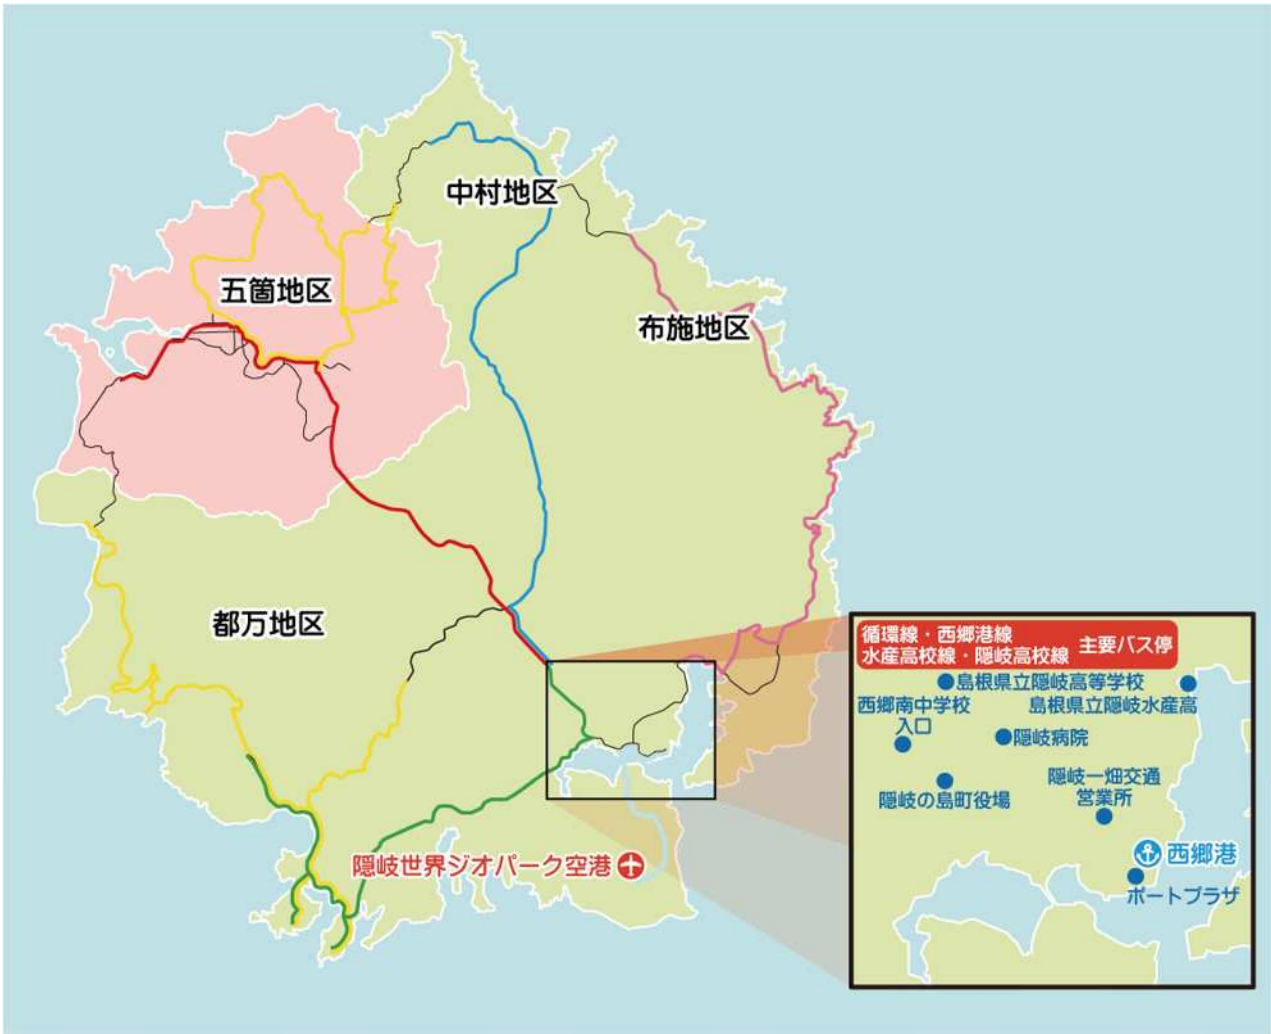 中村地区
五箇地区
布施地区
都万地区
隠岐世界ジオパーク空港
循環線・西郷港線
水産高校線・隠岐高校線
主要バス停
島根県立隠岐高等学校
西郷南中学校
入口
島根県立隠岐水産高
隠岐病院
隠岐の島町役場
隠岐一畑交通
営業所
西郷港
ポートプラザ